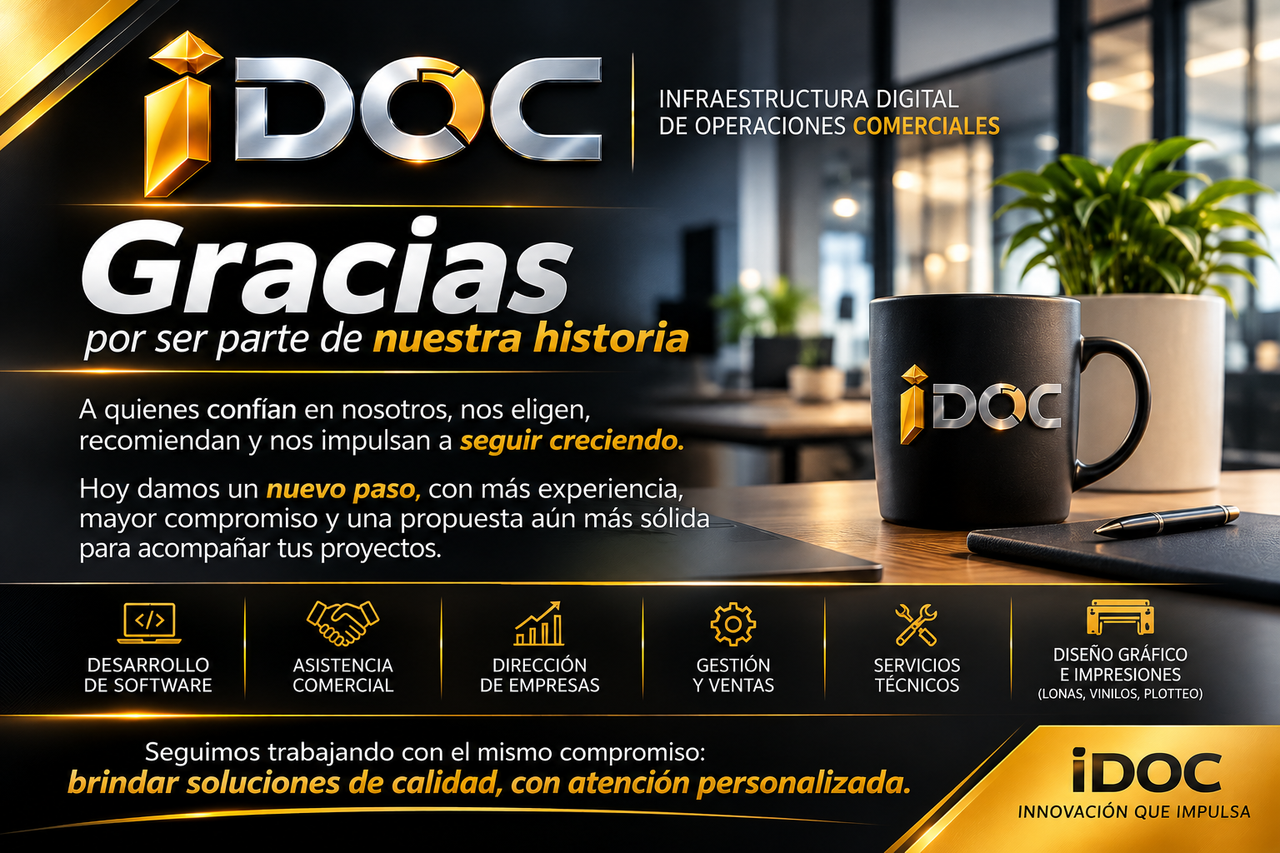 iDOC
INFRAESTRUCTURA DIGITAL
DE OPERACIONES COMERCIALES
Gracias
por ser parte de nuestra historia
A quienes confían en nosotros, nos eligen,
recomiendan y nos impulsan a seguir creciendo.
Hoy damos un nuevo paso, con más experiencia,
mayor compromiso y una propuesta aún más sólida
para acompañar tus proyectos.
iDOC
DESARROLLO
DE SOFTWARE
ASISTENCIA
COMERCIAL
DIRECCIÓN
DE EMPRESAS
GESTIÓN
Y VENTAS
SERVICIOS
TÉCNICOS
DISEÑO GRÁFICO
E IMPRESIONES
(LONAS, VINILOS, PLOTTEO)
Seguimos trabajando con el mismo compromiso:
brindar soluciones de calidad, con atención personalizada.
iDOC
INNOVACIÓN QUE IMPULSA